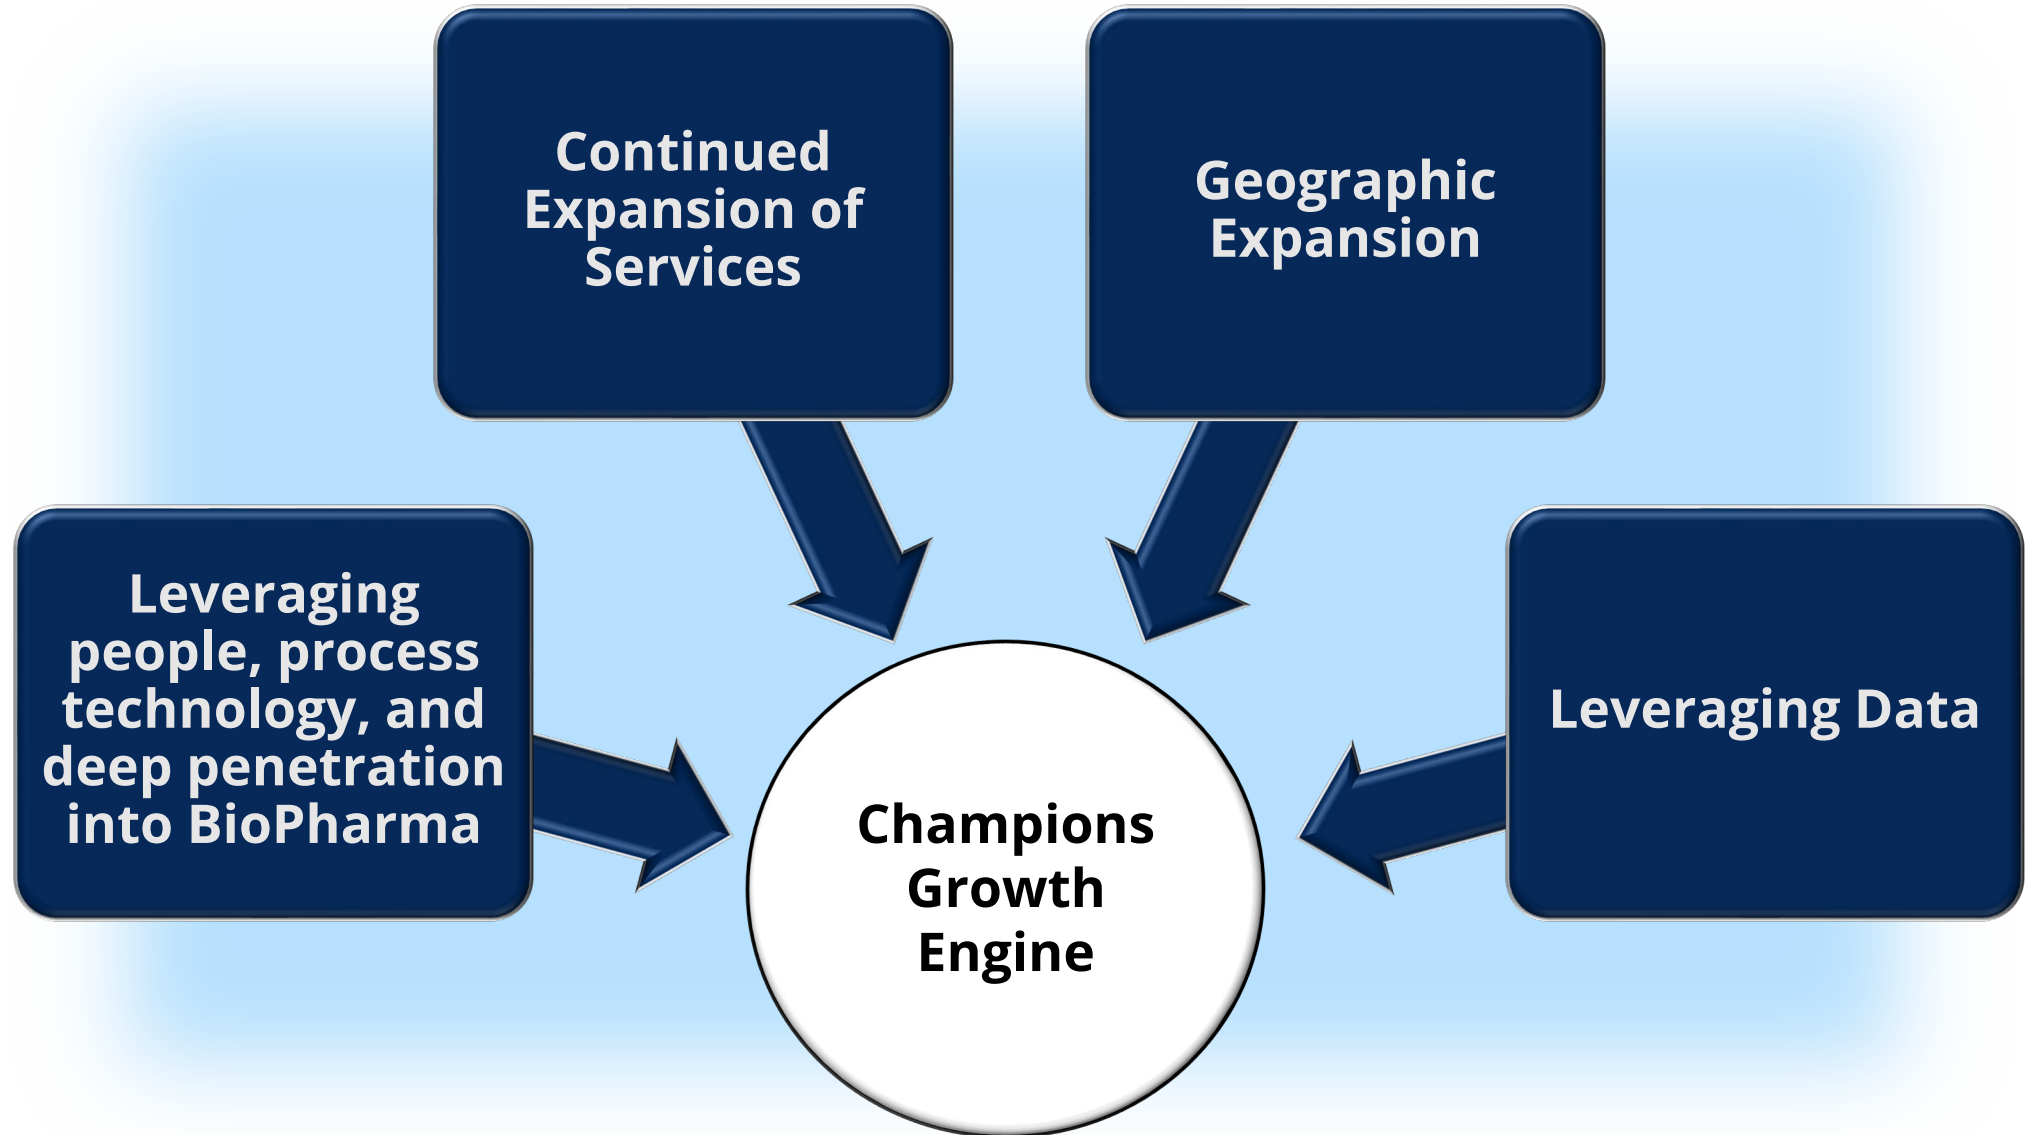 Continued
Expansion of
Services
Geographic
Expansion
Leveraging
people, process
technology, and
deep penetration
into BioPharma
Leveraging Data
Champions
Growth
Engine